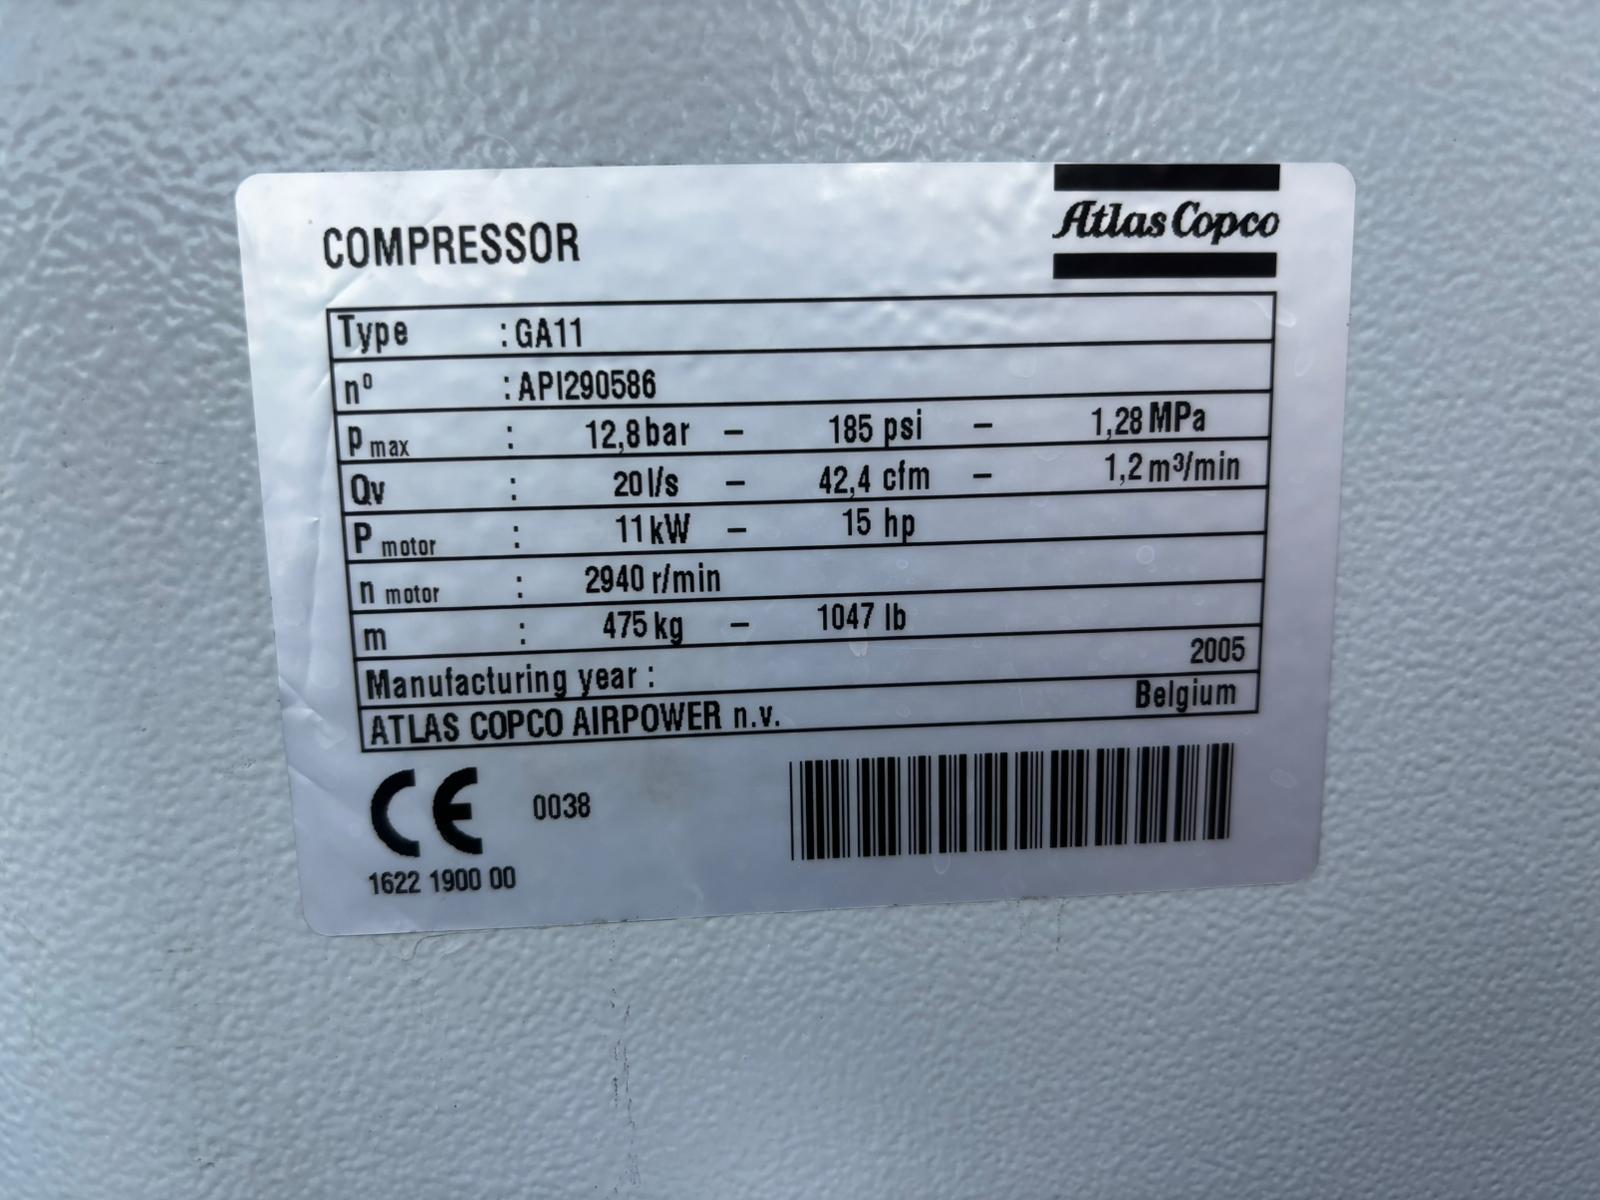 Atlas Copco
COMPRESSOR
Type : GA11
nº : API290586
p max : 12,8 bar – 185 psi – 1,28 MPa
Qv : 20 l/s – 42,4 cfm – 1,2 m³/min
P motor : 11 kW – 15 hp
n motor : 2940 r/min
m : 475 kg – 1047 lb
Manufacturing year : 2005
ATLAS COPCO AIRPOWER n.v. Belgium
CE 0038
1622 1900 00